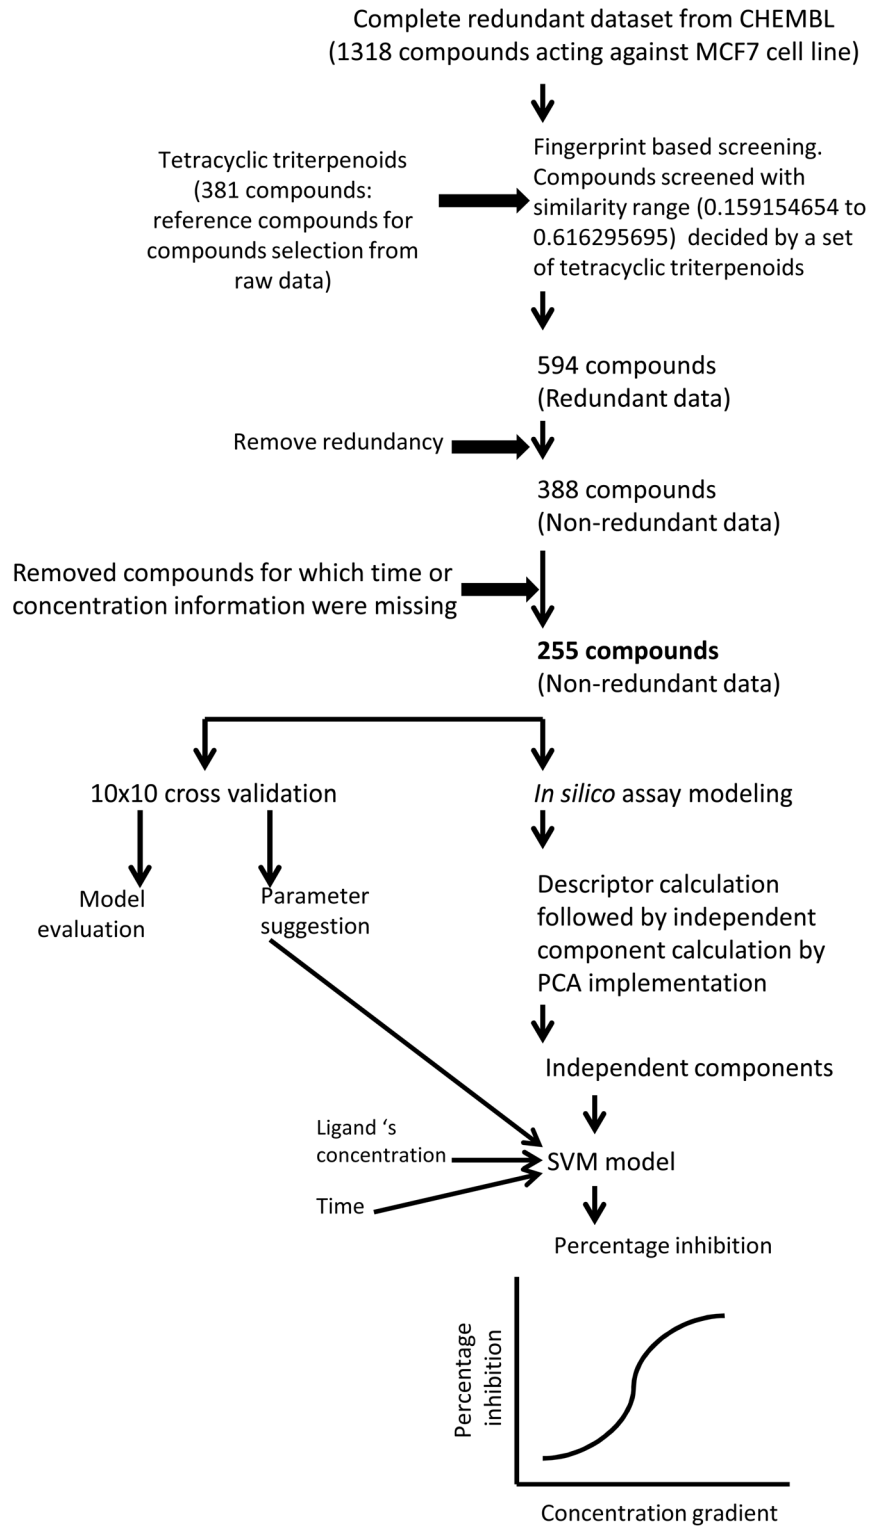 Complete redundant dataset from CHEMBL
(1318 compounds acting against MCF7 cell line)
Tetracyclic triterpenoids
(381 compounds:
reference compounds for
compounds selection from
raw data)
Fingerprint based screening.
Compounds screened with
similarity range (0.159154654 to
0.616295695) decided by a set
of tetracyclic triterpenoids
594 compounds
(Redundant data)
Remove redundancy
388 compounds
(Non-redundant data)
Removed compounds for which time or
concentration information were missing
255 compounds
(Non-redundant data)
10x10 cross validation
In silico assay modeling
Model
evaluation
Parameter
suggestion
Descriptor calculation
followed by independent
component calculation by
PCA implementation
Independent components
Ligand ‘s
concentration
SVM model
Time
Percentage inhibition
Percentage
inhibition
Concentration gradient